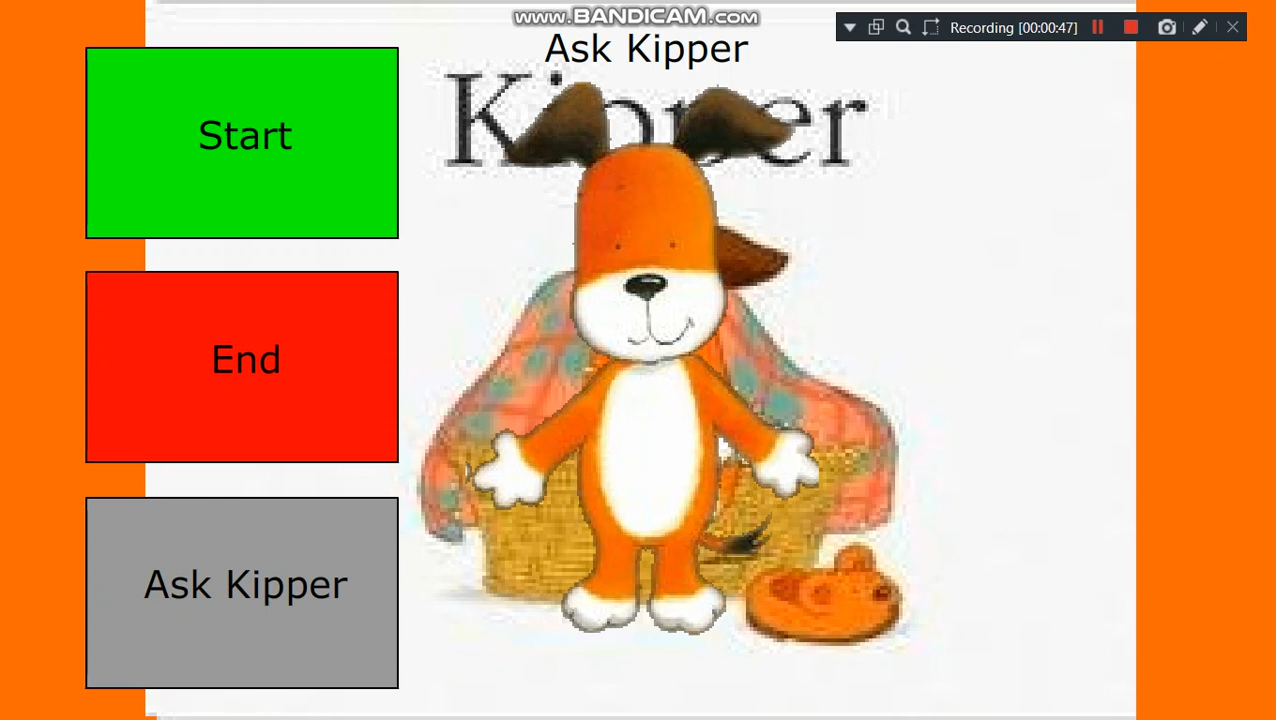 www.BANDICAM.com
Recording [00:00:47]
Ask Kipper
Kipper
Start
End
Ask Kipper